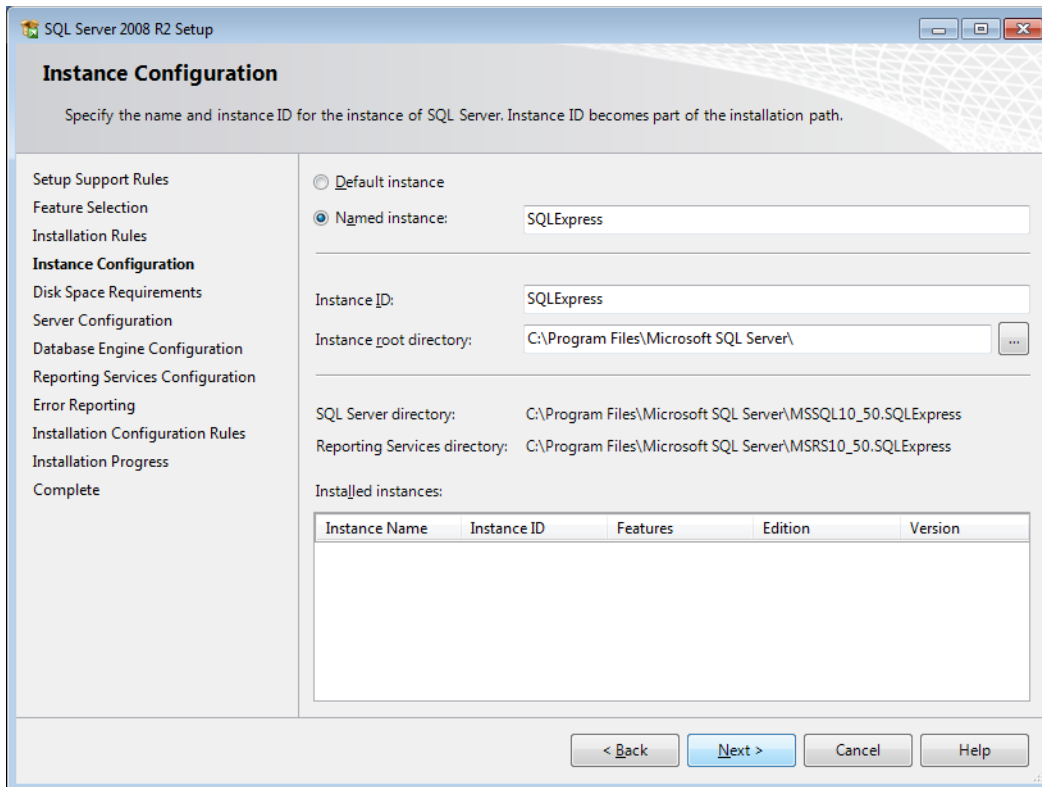 SQL Server 2008 R2 Setup
Instance Configuration
Specify the name and instance ID for the instance of SQL Server. Instance ID becomes part of the installation path.
Setup Support Rules
Feature Selection
Installation Rules
Instance Configuration
Disk Space Requirements
Server Configuration
Database Engine Configuration
Reporting Services Configuration
Error Reporting
Installation Configuration Rules
Installation Progress
Complete
Default instance
Named instance: SQLExpress
Instance ID: SQLExpress
Instance root directory: C:\Program Files\Microsoft SQL Server\ ...
SQL Server directory: C:\Program Files\Microsoft SQL Server\MSSQL10_50.SQLExpress
Reporting Services directory: C:\Program Files\Microsoft SQL Server\MSRS10_50.SQLExpress
Installed instances:
Instance Name Instance ID Features Edition Version
< Back Next > Cancel Help